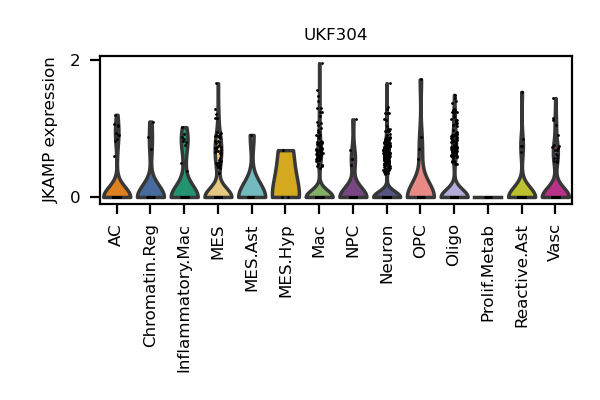 UKF304
JKAMP expression
2
0
AC
Chromatin.Reg
Inflammatory.Mac
MES
MES.Ast
MES.Hyp
Mac
NPC
Neuron
OPC
Oligo
Prolif.Metab
Reactive.Ast
Vasc